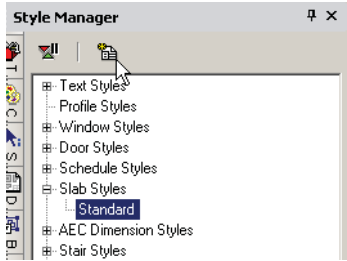 Style Manager
Text Styles
Profile Styles
Window Styles
Door Styles
Schedule Styles
Slab Styles
Standard
AEC Dimension Styles
Stair Styles
T...
C...
S...
D...
B...